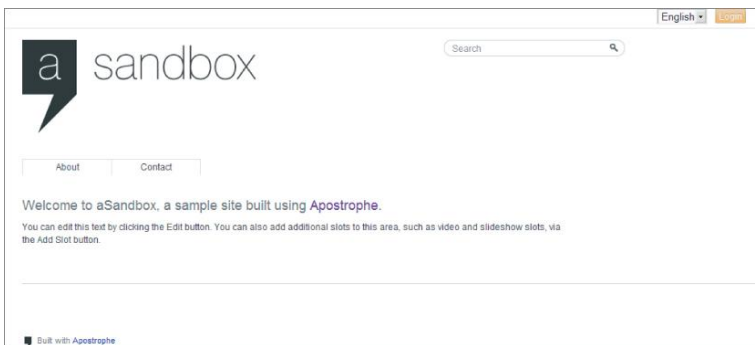 English
Login
a sandbox
Search
About Contact
Welcome to aSandbox, a sample site built using Apostrophe.
You can edit this text by clicking the Edit button. You can also add additional slots to this area, such as video and slideshow slots, via
the Add Slot button.
Built with Apostrophe